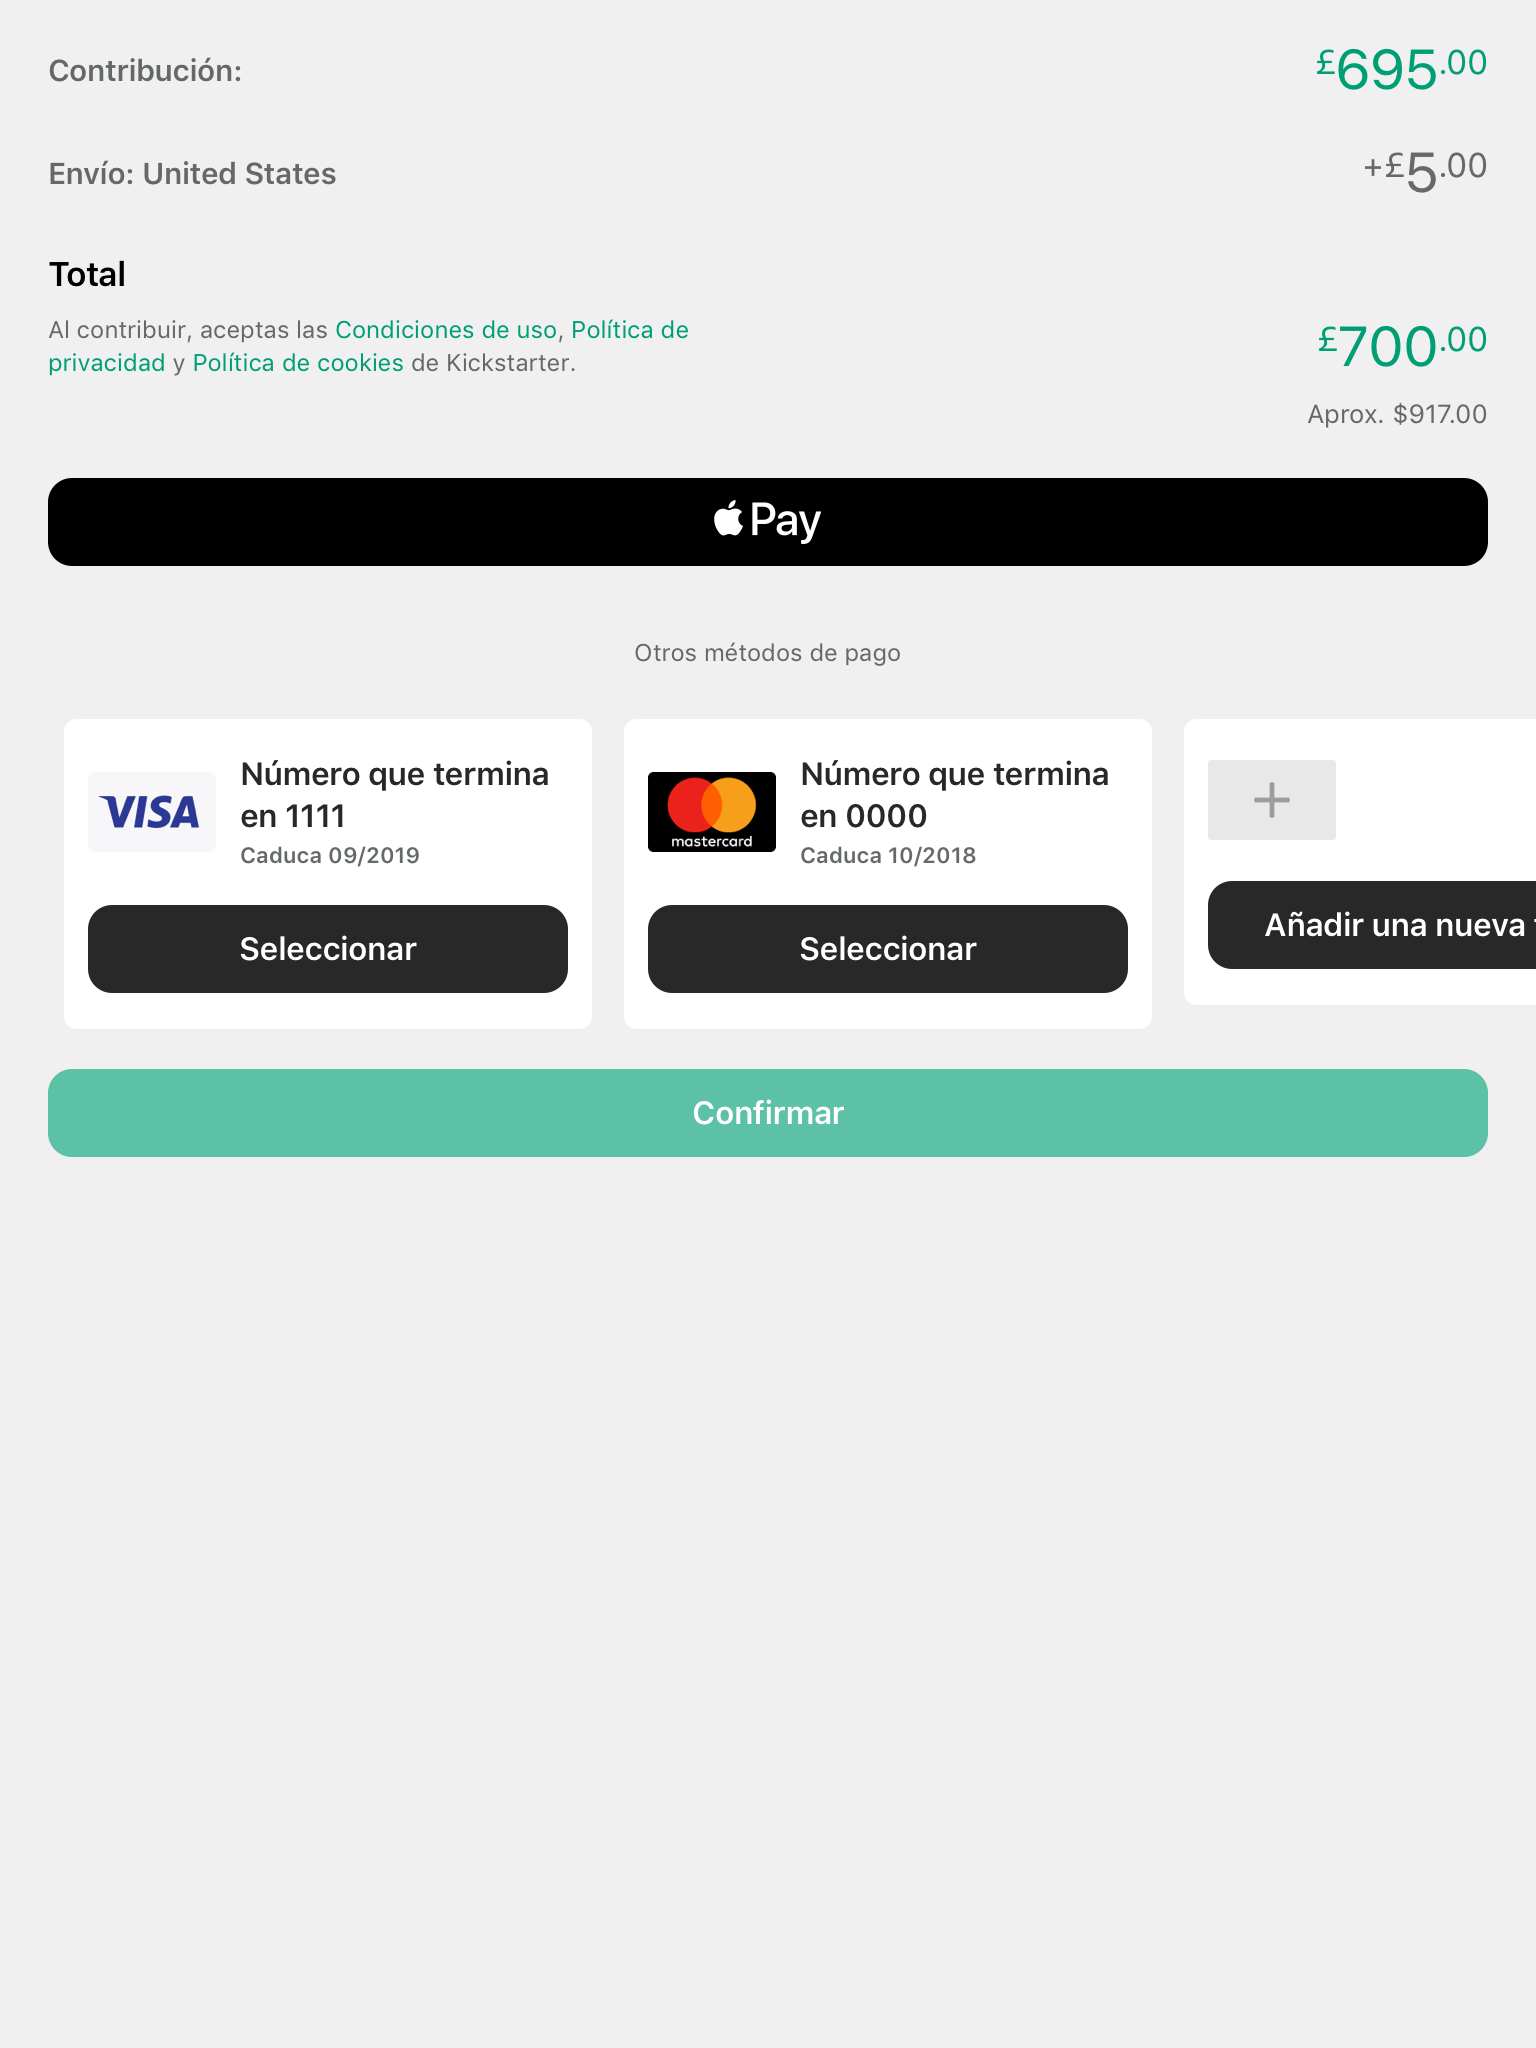 Contribución:
£695.00
Envío: United States
+£5.00
Total
Al contribuir, aceptas las Condiciones de uso, Política de
privacidad y Política de cookies de Kickstarter.
£700.00
Aprox. $917.00
Pay
Otros métodos de pago
VISA
Número que termina
en 1111
Caduca 09/2019
Seleccionar
mastercard
Número que termina
en 0000
Caduca 10/2018
Seleccionar
Añadir una nueva
Confirmar